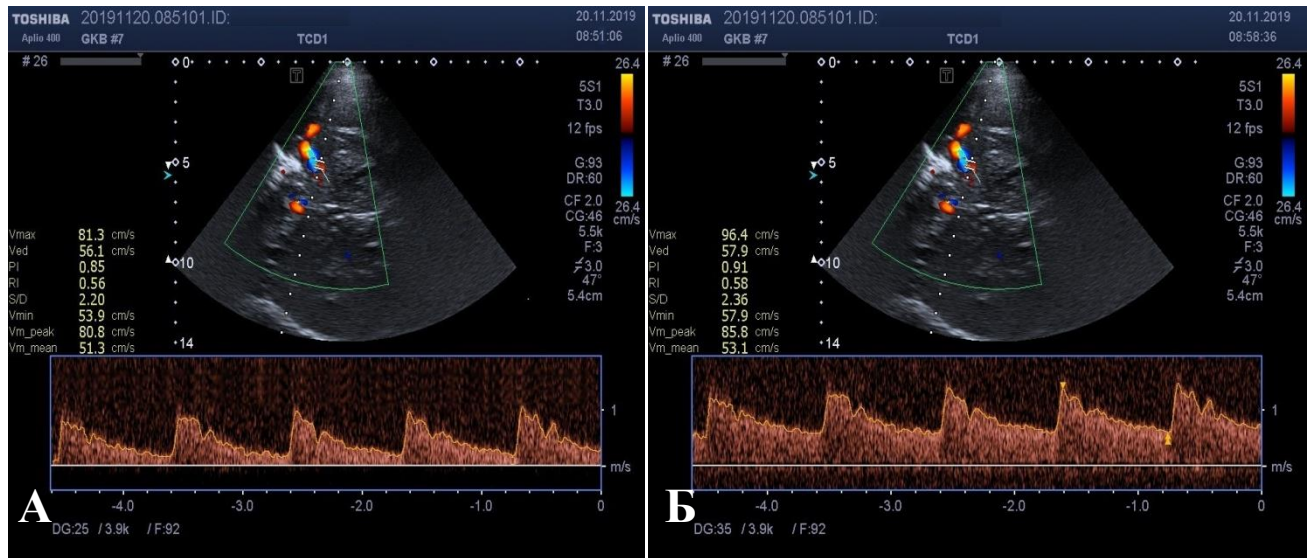 TOSHIBA 20191120.085101.ID: 20.11.2019
Aplio 400 GKB #7 TCD1 08:51:06
# 26
0
T
26.4
5S1
T3.0
12 fps
5
G:93
DR:60
CF 2.0
26.4
CG:46 cm/s
5.5k
F:3
10
3.0
47°
5.4cm
14
Vmax 81.3 cm/s
Ved 56.1 cm/s
PI 0.85
RI 0.56
S/D 2.20
Vmin 53.9 cm/s
Vm_peak 80.8 cm/s
Vm_mean 51.3 cm/s
1
m/s
-4.0 -3.0 -2.0 -1.0 0
А
DG:25 / 3.9k / F:92
TOSHIBA 20191120.085101.ID: 20.11.2019
Aplio 400 GKB #7 TCD1 08:58:36
# 26
0
T
26.4
5S1
T3.0
12 fps
5
G:93
DR:60
CF 2.0
26.4
CG:46 cm/s
5.5k
F:3
10
3.0
47°
5.4cm
14
Vmax 96.4 cm/s
Ved 57.9 cm/s
PI 0.91
RI 0.58
S/D 2.36
Vmin 57.9 cm/s
Vm_peak 85.8 cm/s
Vm_mean 53.1 cm/s
1
m/s
-4.0 -3.0 -2.0 -1.0 0
Б
DG:35 / 3.9k / F:92